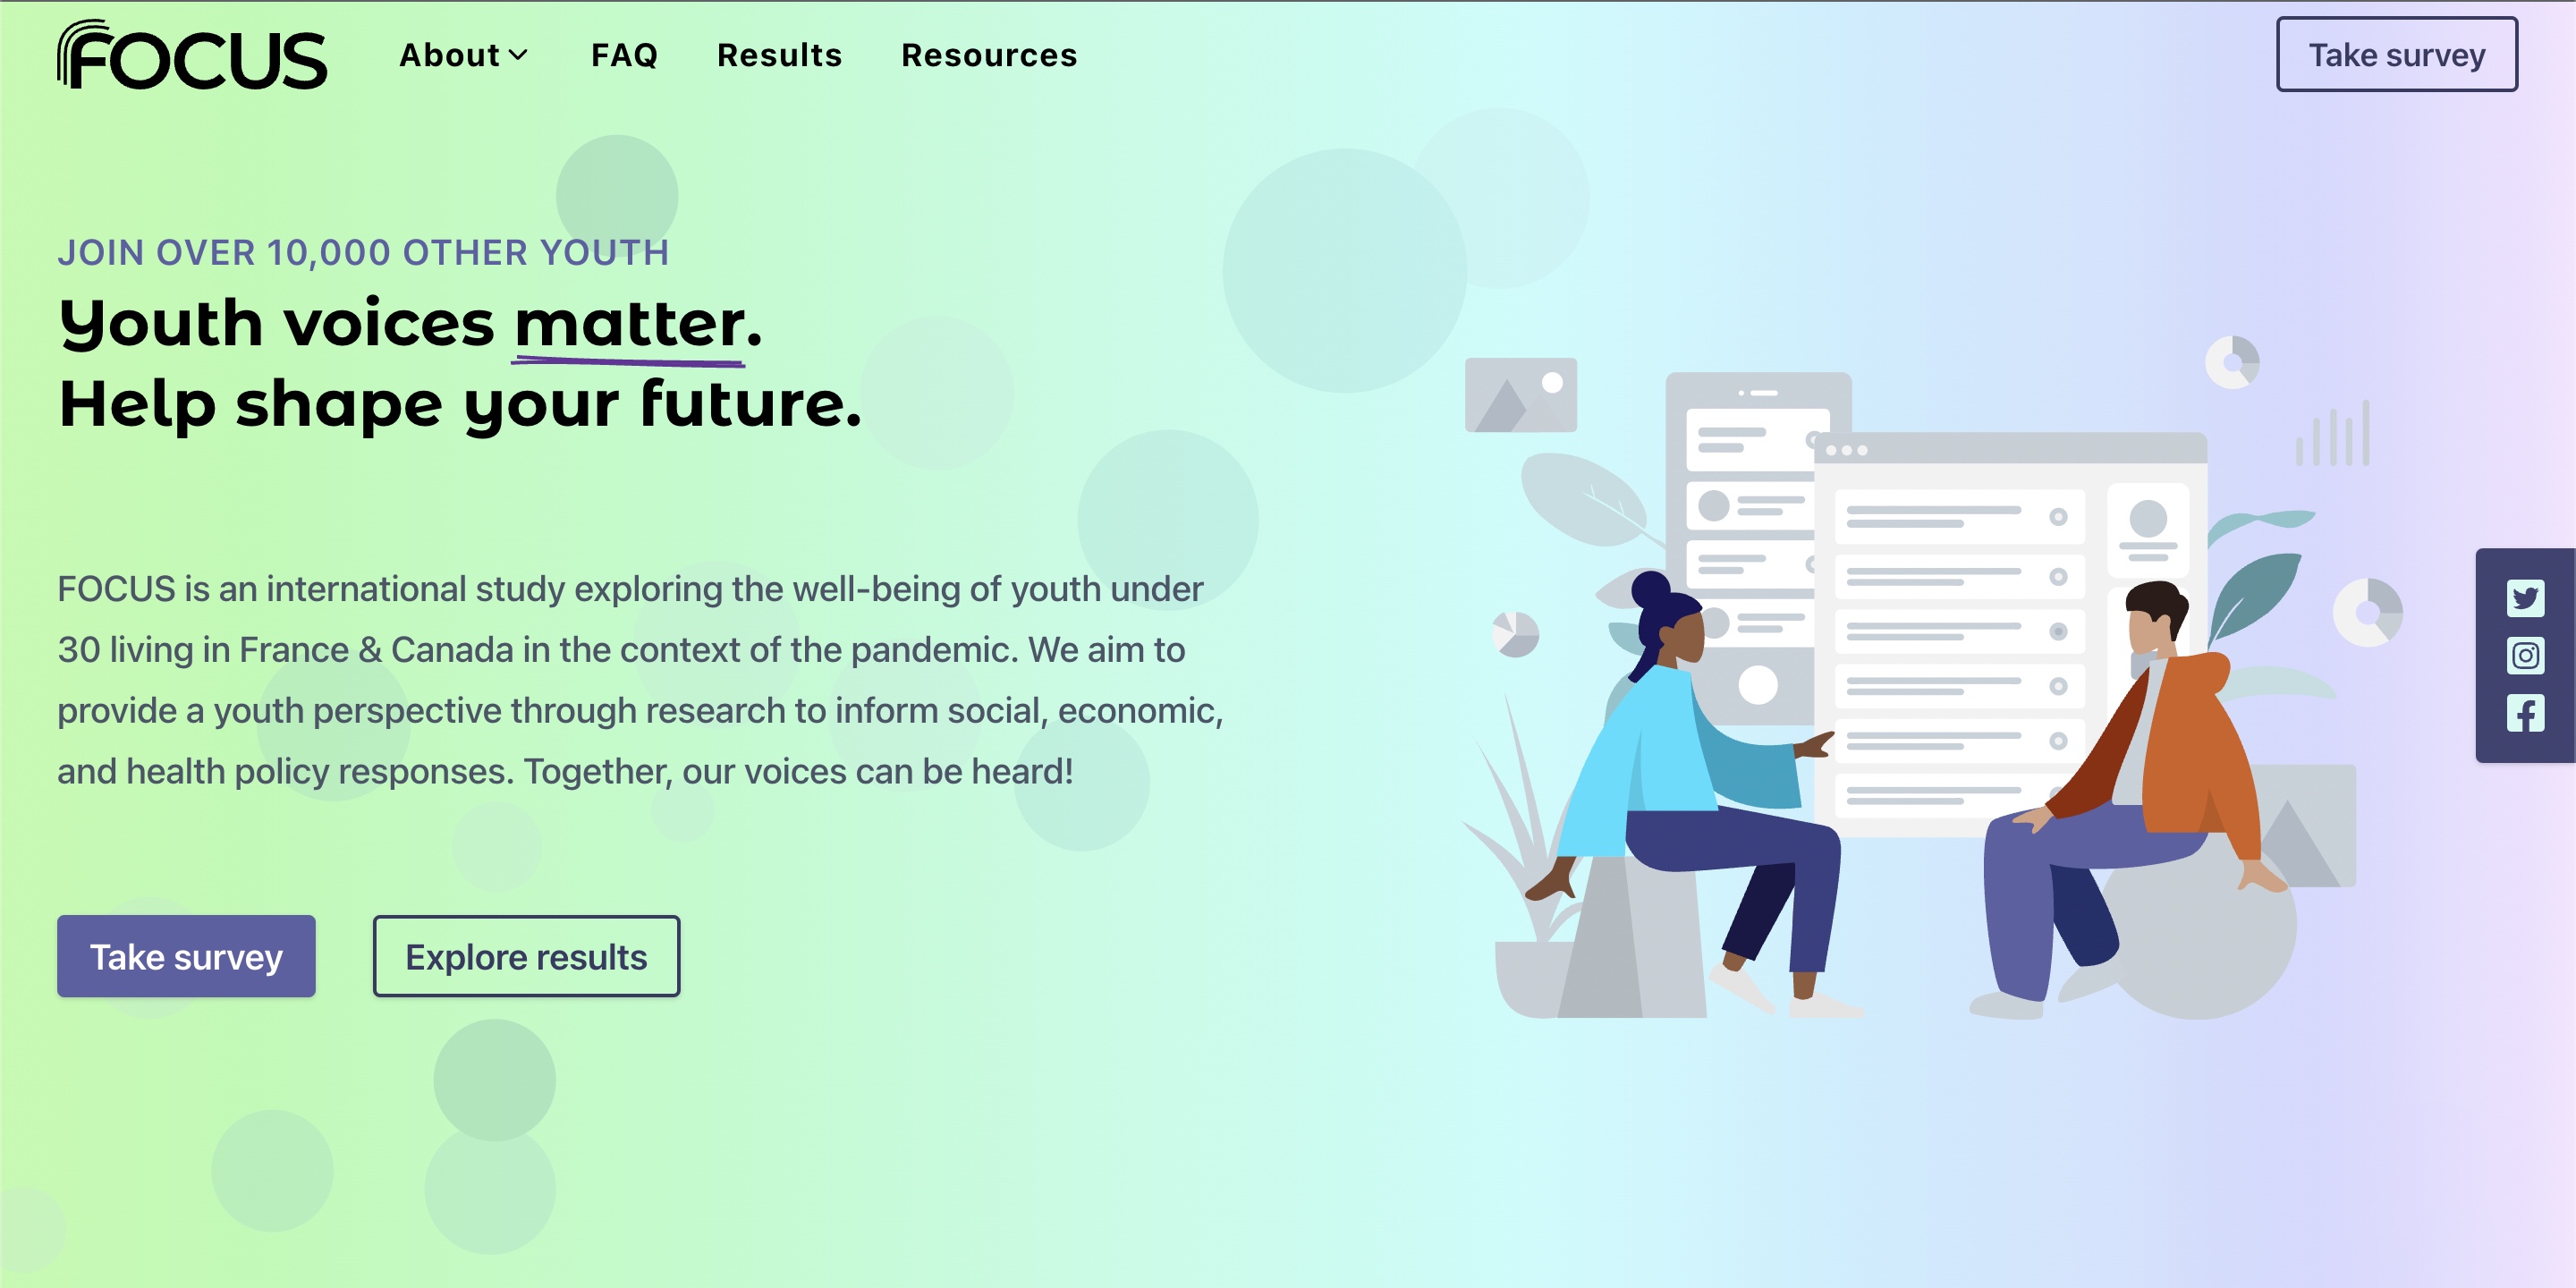 FOCUS
About
FAQ
Results
Resources
Take survey
JOIN OVER 10,000 OTHER YOUTH
Youth voices matter.
Help shape your future.
FOCUS is an international study exploring the well-being of youth under
30 living in France & Canada in the context of the pandemic. We aim to
provide a youth perspective through research to inform social, economic,
and health policy responses. Together, our voices can be heard!
Take survey
Explore results